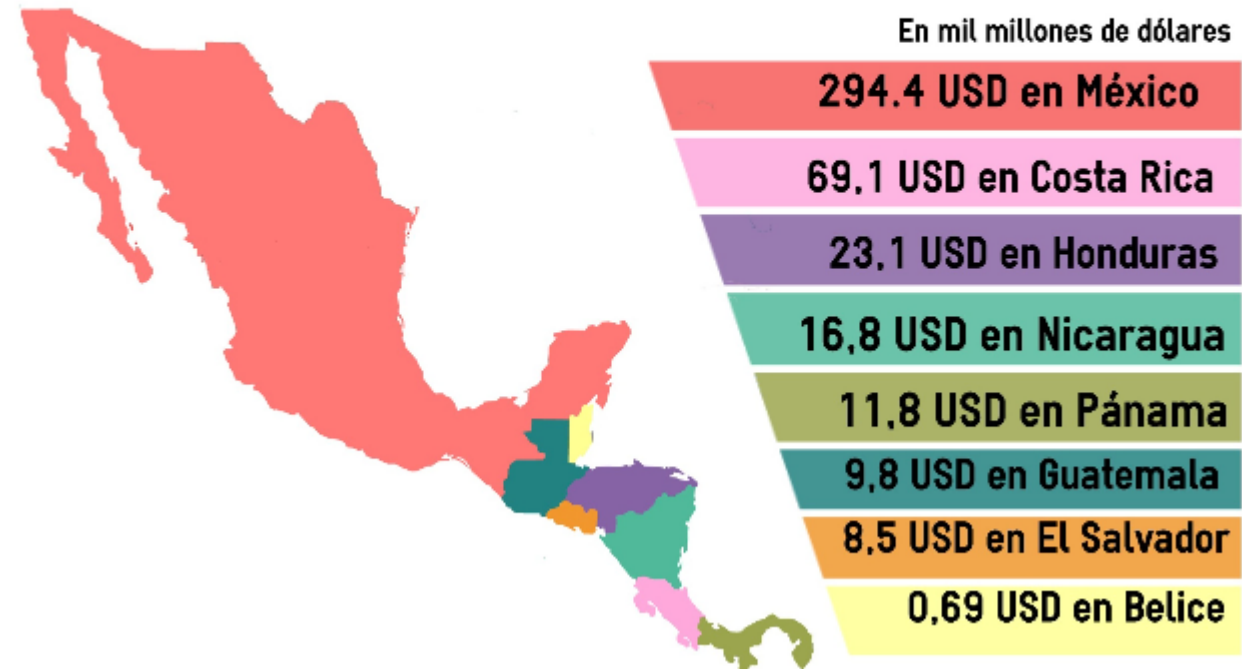 En mil millones de dólares
294.4 USD en México
69,1 USD en Costa Rica
23,1 USD en Honduras
16,8 USD en Nicaragua
11,8 USD en Pánama
9,8 USD en Guatemala
8,5 USD en El Salvador
0,69 USD en Belice